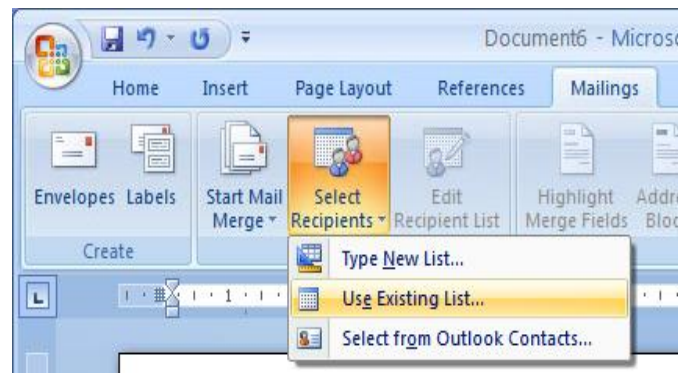 Document6 - Microso
Home Insert Page Layout References Mailings
Envelopes Labels Start Mail Merge Select Recipients Edit Recipient List Highlight Merge Fields Addre Bloc
Create
Type New List...
Use Existing List...
Select from Outlook Contacts...
L 1